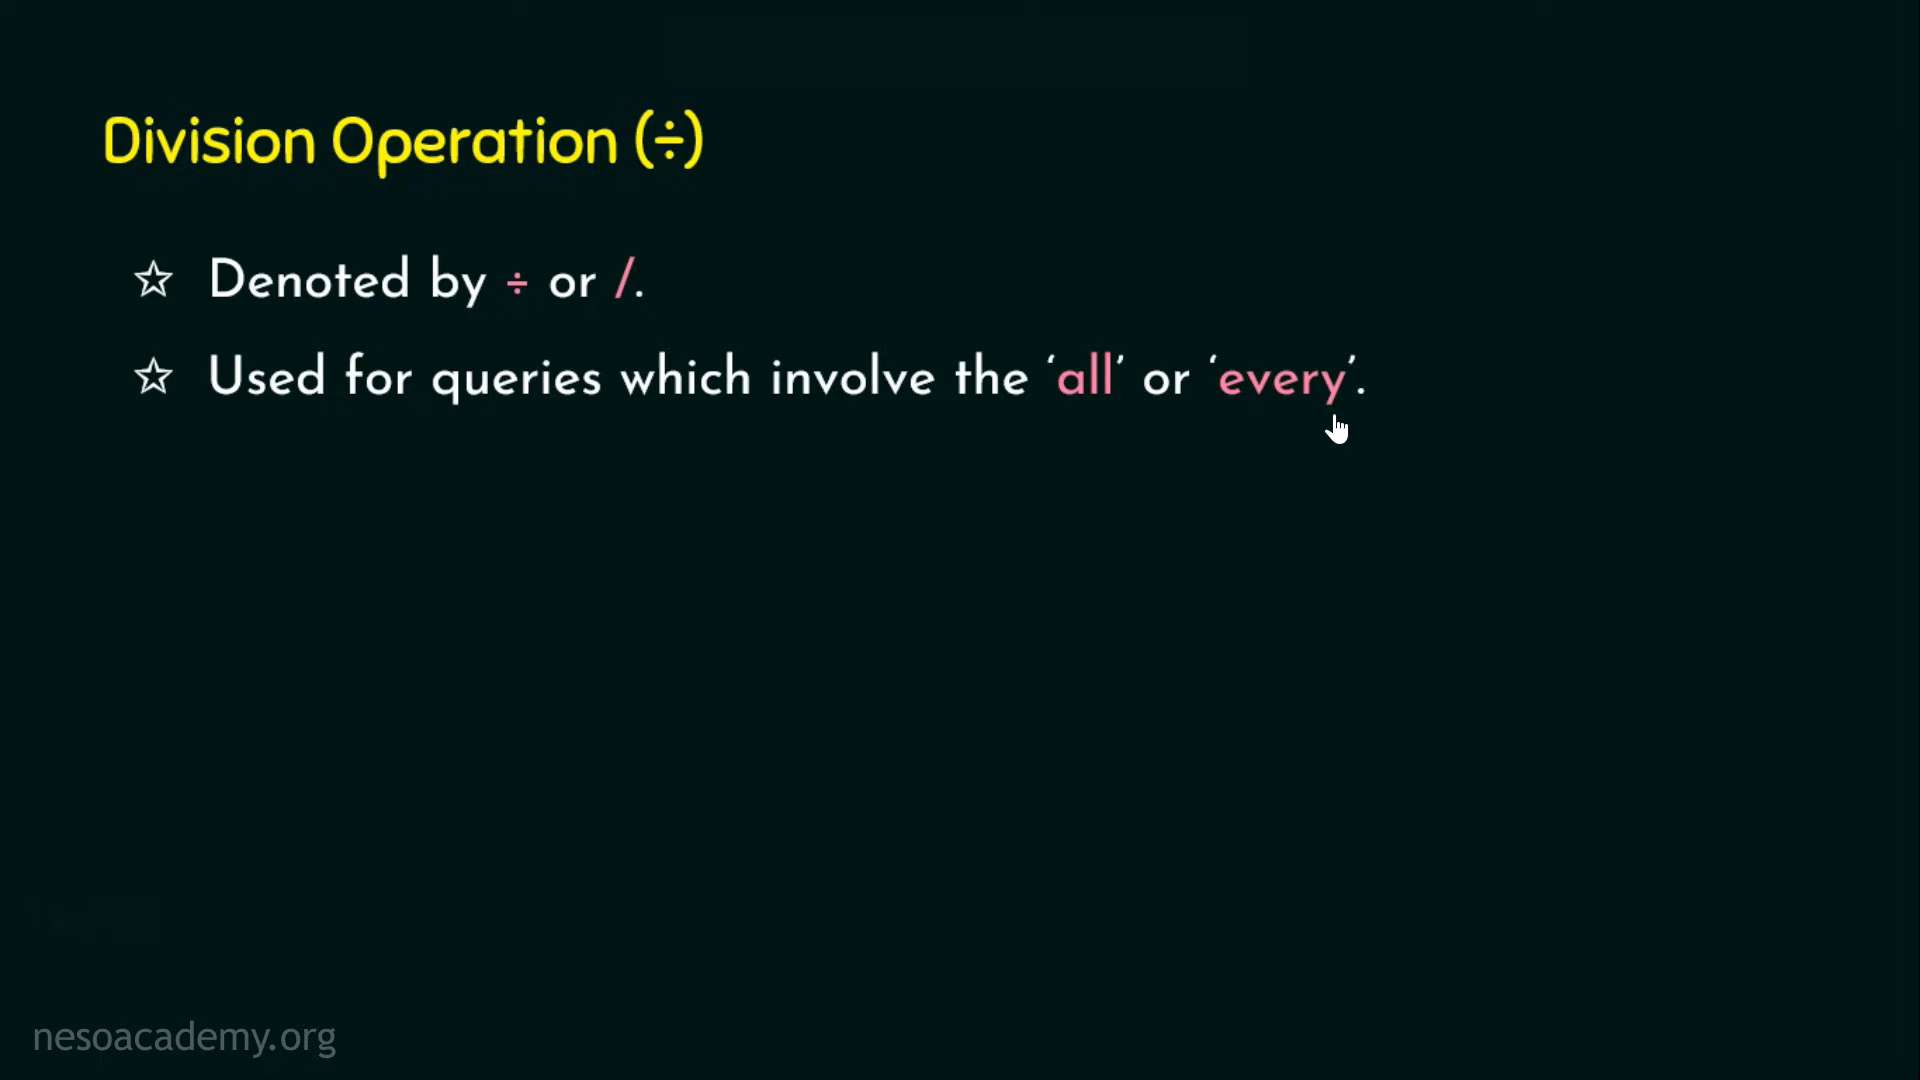 Division Operation (÷)
☆ Denoted by ÷ or /.
☆ Used for queries which involve the ‘all’ or ‘every’.
nesoacademy.org